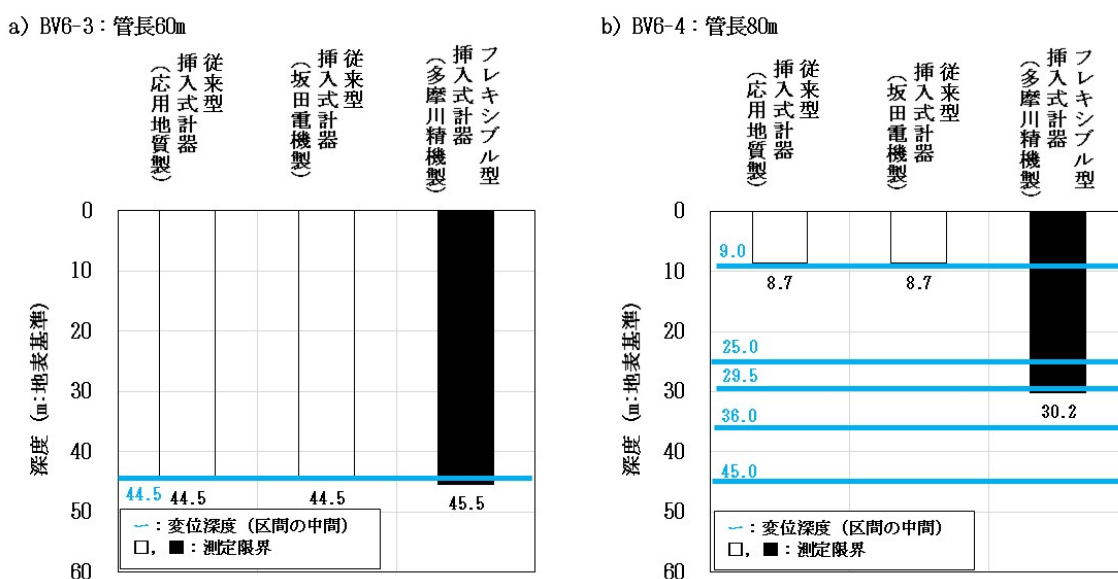 a) BV6-3：管長60m
従来型
挿入式計器
（応用地質製）
従来型
挿入式計器
（坂田電機製）
フレキシブル型
挿入式計器
（多摩川精機製）
深度（m:地表基準）
0
10
20
30
40
50
60
44.5
44.5
44.5
45.5
ー：変位深度（区間の中間）
□，■：測定限界
b) BV6-4：管長80m
従来型
挿入式計器
（応用地質製）
従来型
挿入式計器
（坂田電機製）
フレキシブル型
挿入式計器
（多摩川精機製）
深度（m:地表基準）
0
10
20
30
40
50
60
9.0
8.7
8.7
25.0
29.5
30.2
36.0
45.0
ー：変位深度（区間の中間）
□，■：測定限界